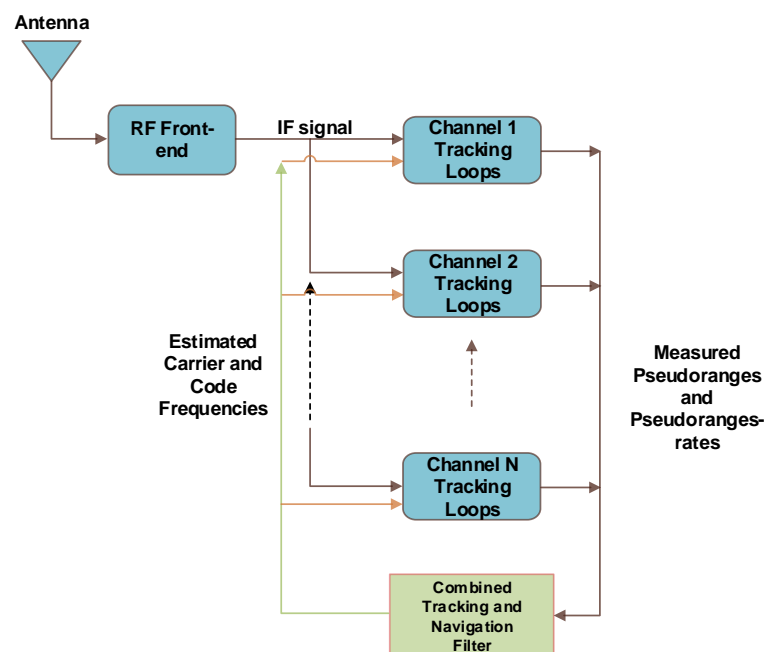 Antenna
RF Front-
end
IF signal
Channel 1
Tracking
Loops
Channel 2
Tracking
Loops
Estimated
Carrier and
Code
Frequencies
Measured
Pseudoranges
and
Pseudoranges-
rates
Channel N
Tracking
Loops
Combined
Tracking and
Navigation
Filter